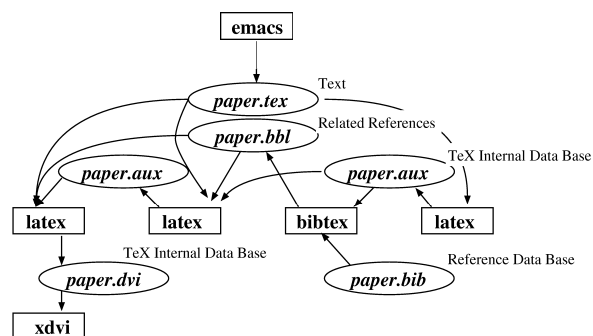 emacs
Text
paper.tex
Related References
paper.bbl
TeX Internal Data Base
paper.aux
paper.aux
latex
latex
bibtex
latex
TeX Internal Data Base
Reference Data Base
paper.dvi
paper.bib
xdvi